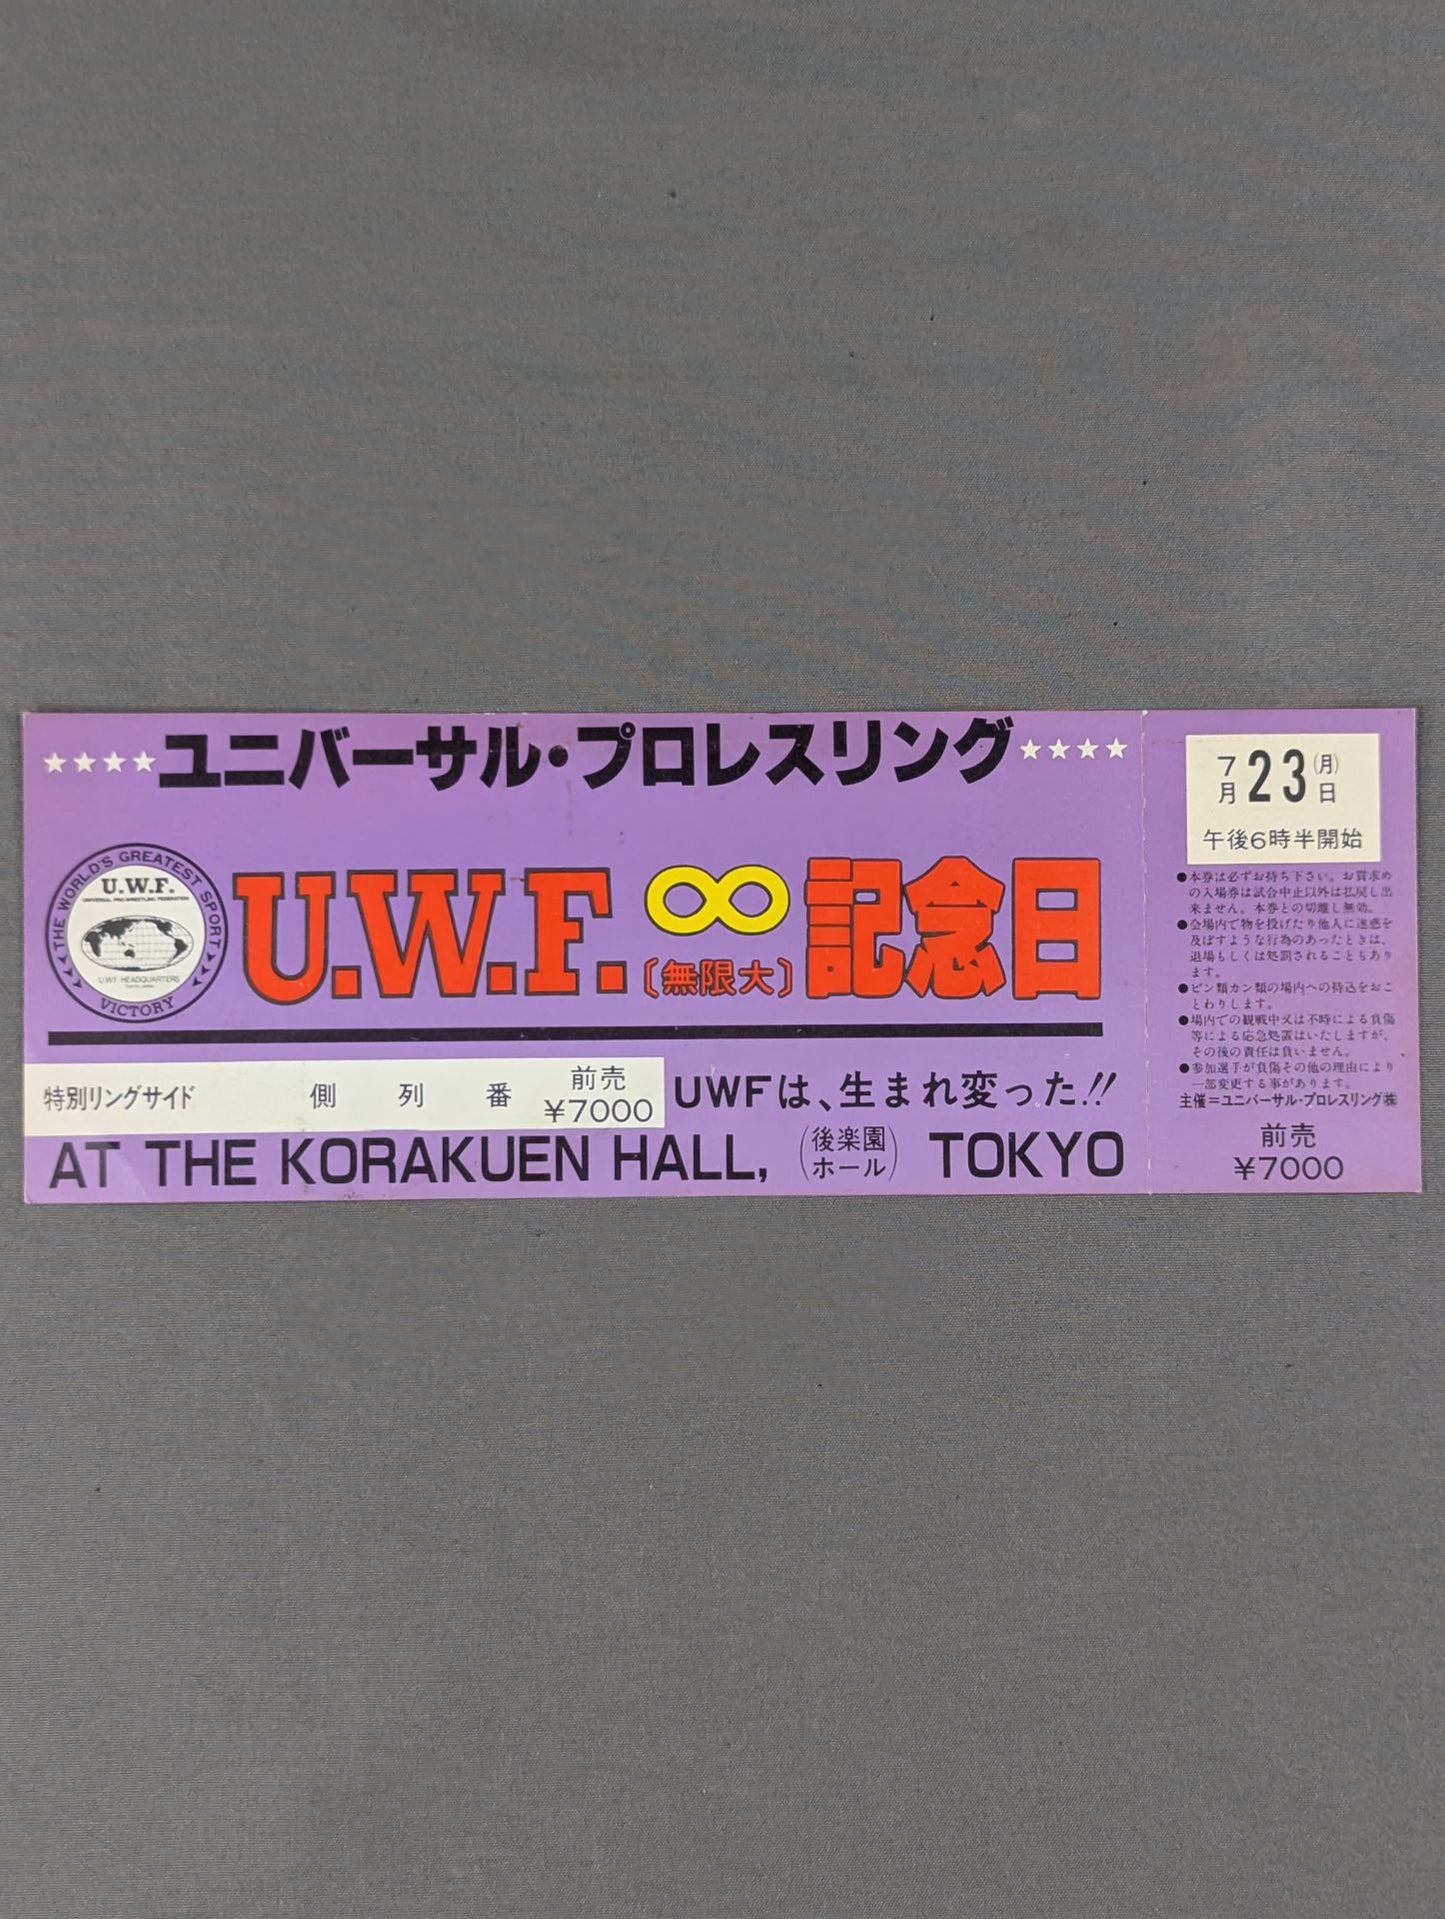 ★★★★ユニバーサル・プロレスリング★★★★
THE WORLD'S GREATEST SPORT
U.W.F.
UNIVERSAL PRO-WRESTLING FEDERATION
U.W.F. HEADQUARTERS
TOKYO, JAPAN
VICTORY
U.W.F. ∞ 記念日
〔無限大〕
特別リングサイド 側 列 番 前売 ¥7000
UWFは、生まれ変った.!!
AT THE KORAKUEN HALL, (後楽園ホール) TOKYO
7月23日(月)
午後6時半開始
●本券は必ずお持ち下さい。お買求め
の入場券は試合中止以外は払戻し出
来ません。本券との切離し無効。
●会場内で物を投げたり他人に迷惑を
及ぼすような行為のあったときは、
退場もしくは処罰されることもあり
ます。
●ビン類カン類の場内への持込をおこ
とわりします。
●場内での観戦中又は不時による負傷
等による応急処置はいたしますが、
その後の責任は負いません。
●参加選手が負傷その他の理由により
一部変更する事があります。
主催=ユニバーサル・プロレスリング㈱
前売
¥7000